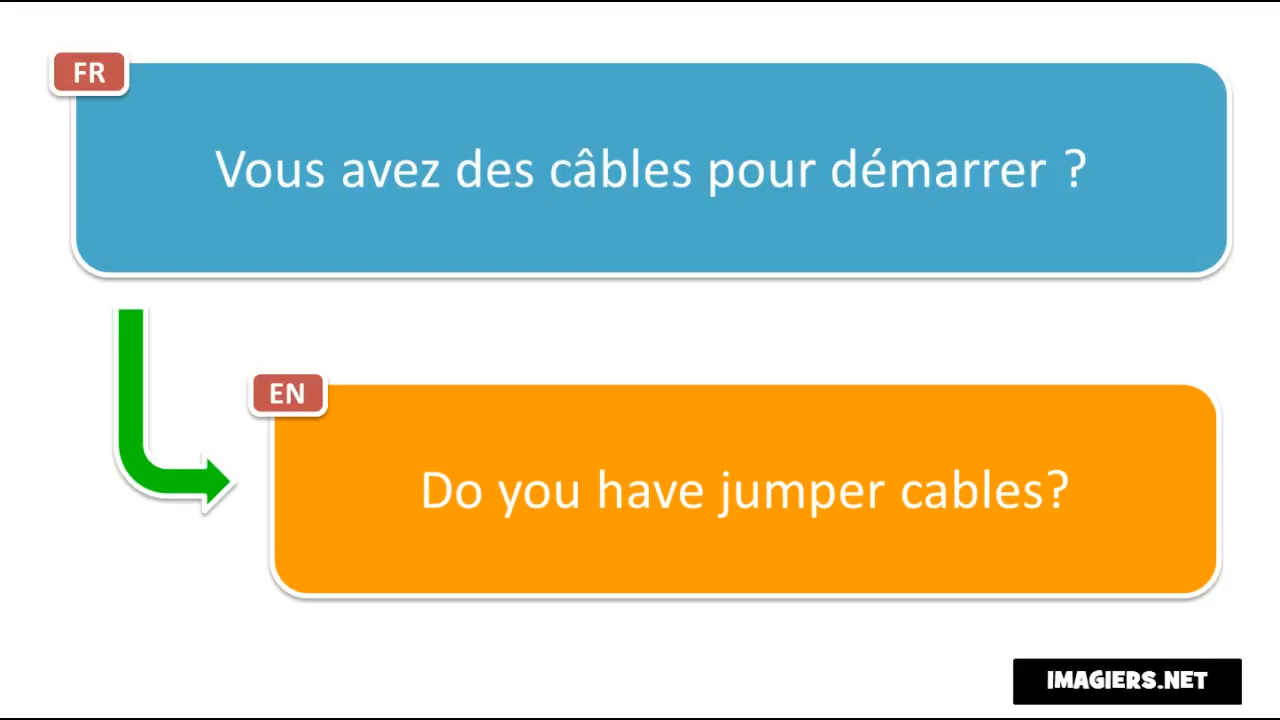 FR
Vous avez des câbles pour démarrer ?
EN
Do you have jumper cables?
IMAGIERS.NET